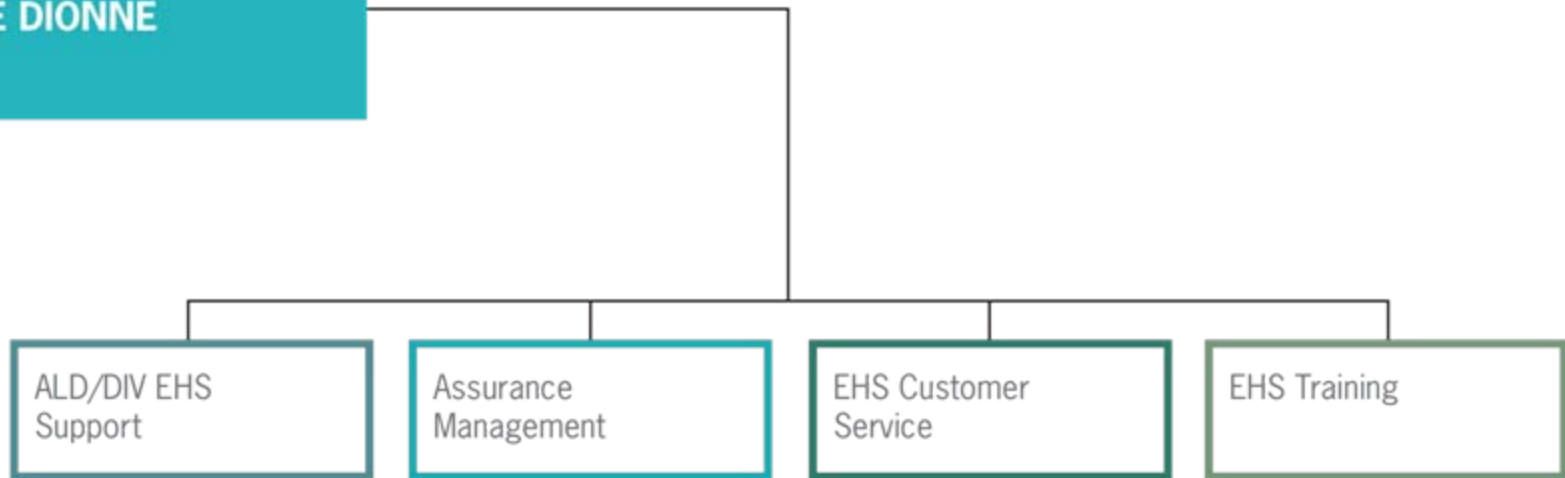 DIONNE
ALD/DIV EHS
Support
Assurance
Management
EHS Customer
Service
EHS Training